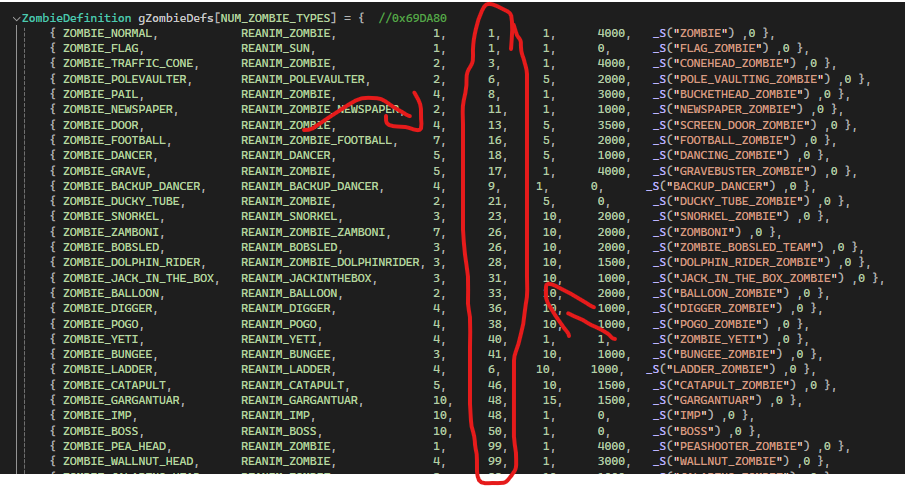 ZombieDefinition gZombieDefs[NUM_ZOMBIE_TYPES] = { //0x69DA80
{ ZOMBIE_NORMAL, REANIM_ZOMBIE, 1, 1, 1, 4000, _S("ZOMBIE") ,0 },
{ ZOMBIE_FLAG, REANIM_SUN, 1, 1, 1, 0, _S("FLAG_ZOMBIE") ,0 },
{ ZOMBIE_TRAFFIC_CONE, REANIM_ZOMBIE, 2, 3, 1, 4000, _S("CONEHEAD_ZOMBIE") ,0 },
{ ZOMBIE_POLEVAULTER, REANIM_POLEVAULTER, 2, 6, 5, 2000, _S("POLE_VAULTING_ZOMBIE") ,0 },
{ ZOMBIE_PAIL, REANIM_ZOMBIE, 4, 8, 1, 3000, _S("BUCKETHEAD_ZOMBIE") ,0 },
{ ZOMBIE_NEWSPAPER, REANIM_ZOMBIE_NEWSPAPER, 2, 11, 1, 1000, _S("NEWSPAPER_ZOMBIE") ,0 },
{ ZOMBIE_DOOR, REANIM_ZOMBIE, 4, 13, 5, 3500, _S("SCREEN_DOOR_ZOMBIE") ,0 },
{ ZOMBIE_FOOTBALL, REANIM_ZOMBIE_FOOTBALL, 7, 16, 5, 2000, _S("FOOTBALL_ZOMBIE") ,0 },
{ ZOMBIE_DANCER, REANIM_DANCER, 5, 18, 5, 1000, _S("DANCING_ZOMBIE") ,0 },
{ ZOMBIE_GRAVE, REANIM_ZOMBIE, 5, 17, 1, 4000, _S("GRAVEBUSTER_ZOMBIE") ,0 },
{ ZOMBIE_BACKUP_DANCER, REANIM_BACKUP_DANCER, 4, 9, 1, 0, _S("BACKUP_DANCER") ,0 },
{ ZOMBIE_DUCKY_TUBE, REANIM_ZOMBIE, 2, 21, 5, 0, _S("DUCKY_TUBE_ZOMBIE") ,0 },
{ ZOMBIE_SNORKEL, REANIM_SNORKEL, 3, 23, 10, 2000, _S("SNORKEL_ZOMBIE") ,0 },
{ ZOMBIE_ZAMBONI, REANIM_ZOMBIE_ZAMBONI, 7, 26, 10, 2000, _S("ZOMBONI") ,0 },
{ ZOMBIE_BOBSLED, REANIM_BOBSLED, 3, 26, 10, 2000, _S("ZOMBIE_BOBSLED_TEAM") ,0 },
{ ZOMBIE_DOLPHIN_RIDER, REANIM_ZOMBIE_DOLPHINRIDER, 3, 28, 10, 1500, _S("DOLPHIN_RIDER_ZOMBIE") ,0 },
{ ZOMBIE_JACK_IN_THE_BOX, REANIM_JACKINTHEBOX, 3, 31, 10, 1000, _S("JACK_IN_THE_BOX_ZOMBIE") ,0 },
{ ZOMBIE_BALLOON, REANIM_BALLOON, 2, 33, 10, 2000, _S("BALLOON_ZOMBIE") ,0 },
{ ZOMBIE_DIGGER, REANIM_DIGGER, 4, 36, 10, 1000, _S("DIGGER_ZOMBIE") ,0 },
{ ZOMBIE_POGO, REANIM_POGO, 4, 38, 10, 1000, _S("POGO_ZOMBIE") ,0 },
{ ZOMBIE_YETI, REANIM_YETI, 4, 40, 1, 1, _S("ZOMBIE_YETI") ,0 },
{ ZOMBIE_BUNGEE, REANIM_BUNGEE, 3, 41, 10, 1000, _S("BUNGEE_ZOMBIE") ,0 },
{ ZOMBIE_LADDER, REANIM_LADDER, 4, 6, 10, 1000, _S("LADDER_ZOMBIE") ,0 },
{ ZOMBIE_CATAPULT, REANIM_CATAPULT, 5, 46, 10, 1500, _S("CATAPULT_ZOMBIE") ,0 },
{ ZOMBIE_GARGANTUAR, REANIM_GARGANTUAR, 10, 48, 15, 1500, _S("GARGANTUAR") ,0 },
{ ZOMBIE_IMP, REANIM_IMP, 10, 48, 1, 0, _S("IMP") ,0 },
{ ZOMBIE_BOSS, REANIM_BOSS, 10, 50, 1, 0, _S("BOSS") ,0 },
{ ZOMBIE_PEA_HEAD, REANIM_ZOMBIE, 1, 99, 1, 4000, _S("PEASHOOTER_ZOMBIE") ,0 },
{ ZOMBIE_WALLNUT_HEAD, REANIM_ZOMBIE, 4, 99, 1, 3000, _S("WALLNUT_ZOMBIE") ,0 },